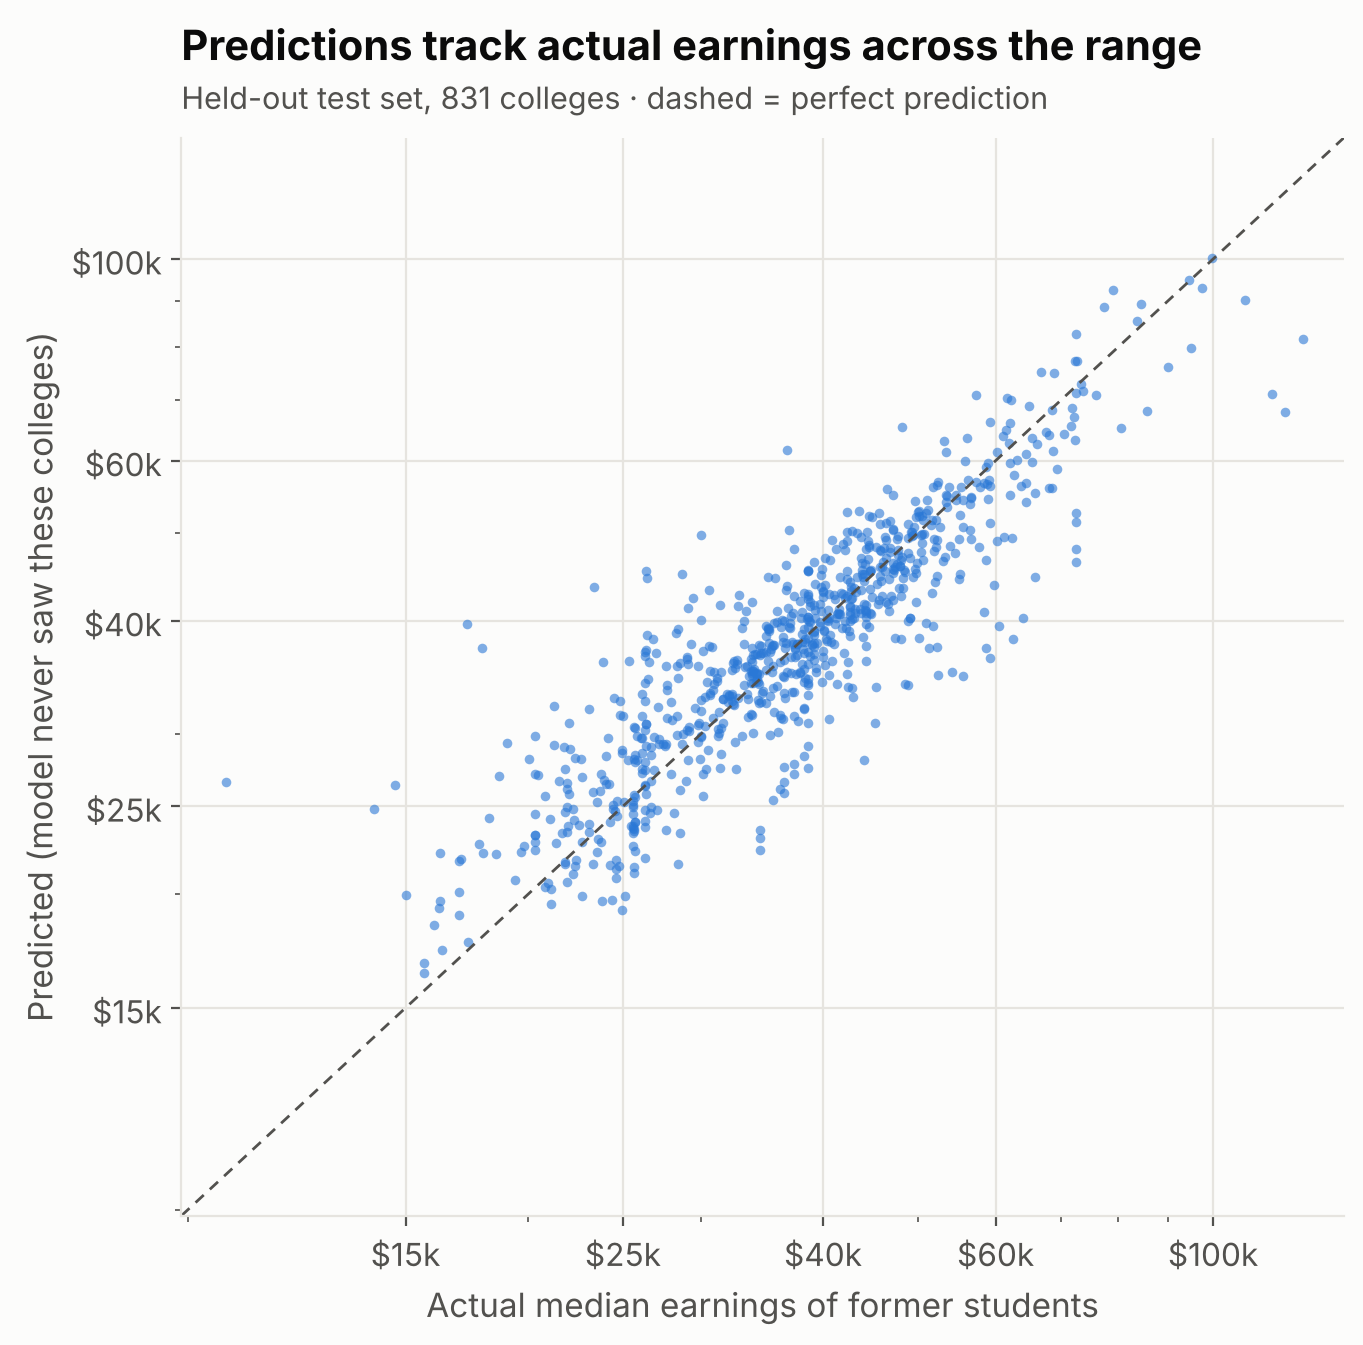 Predictions track actual earnings across the range
Held-out test set, 831 colleges · dashed = perfect prediction
Predicted (model never saw these colleges)
$100k
$60k
$40k
$25k
$15k
$15k
$25k
$40k
$60k
$100k
Actual median earnings of former students